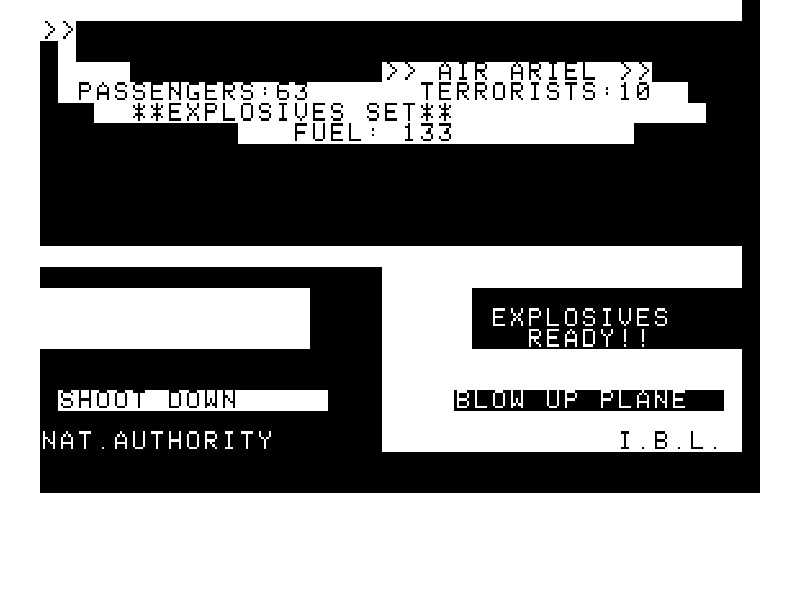 >>
>> AIR ARIEL >>
PASSENGERS:63 TERRORISTS:10
**EXPLOSIVES SET**
FUEL: 133
EXPLOSIVES
READY!!
SHOOT DOWN BLOW UP PLANE
NAT.AUTHORITY I.B.L.